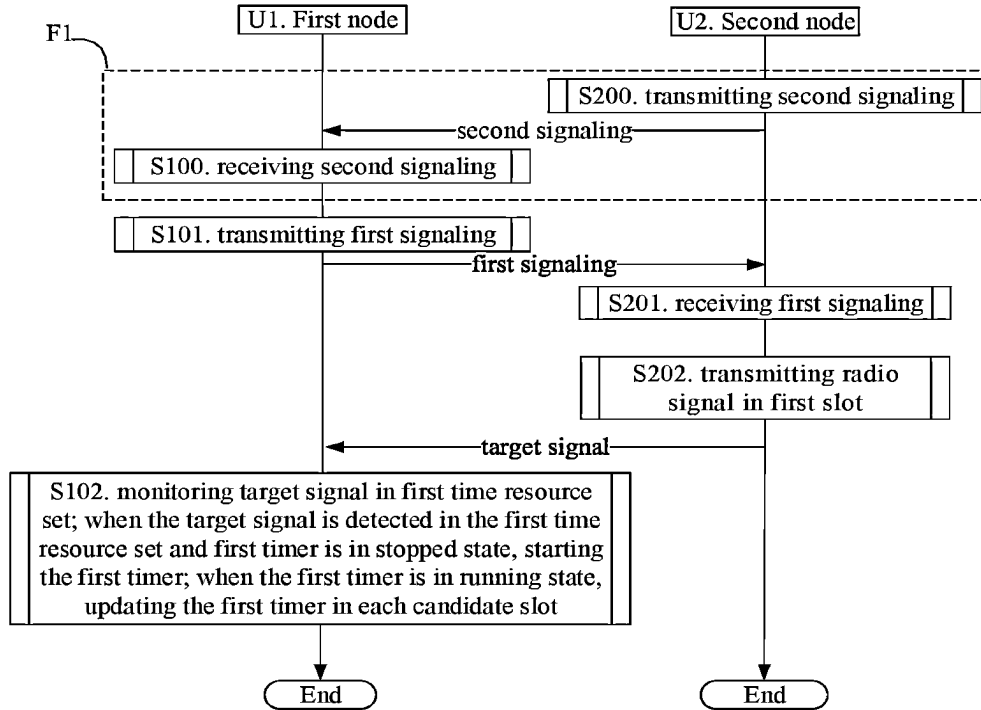 F1
U1. First node
U2. Second node
S200. transmitting second signaling
second signaling
S100. receiving second signaling
S101. transmitting first signaling
first signaling
S201. receiving first signaling
S202. transmitting radio
signal in first slot
target signal
S102. monitoring target signal in first time resource
set; when the target signal is detected in the first time
resource set and first timer is in stopped state, starting
the first timer; when the first timer is in running state,
updating the first timer in each candidate slot
End
End